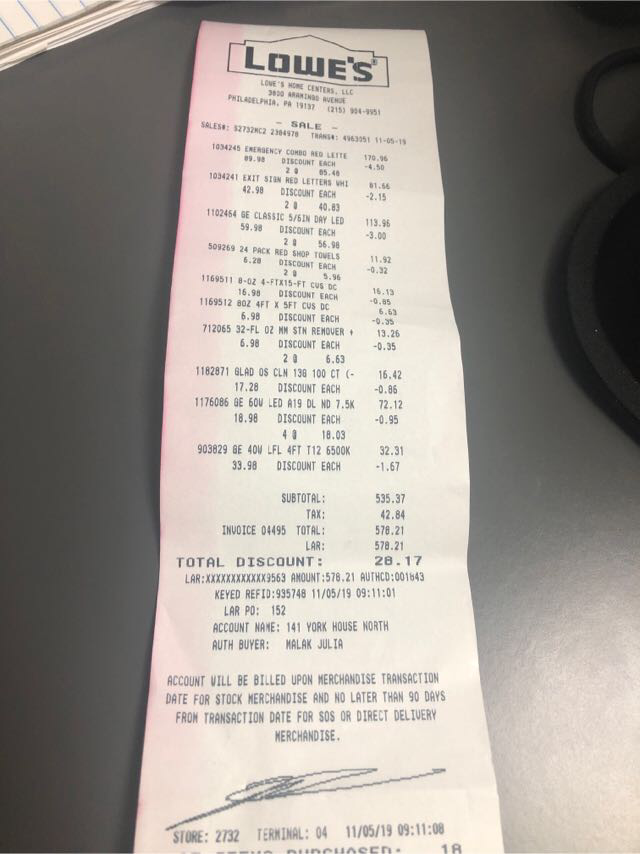 LOWE'S®
LOWE'S HOME CENTERS, LLC
3800 ARAMINGO AVENUE
PHILADELPHIA, PA 19137 (215) 904-9951
- SALE -
SALES#: S2732MC2 2384978 TRANS#: 4963051 11-05-19
1034245 EMERGENCY COMBO RED LETTE 170.96
89.98 DISCOUNT EACH -4.50
2 @ 85.48
1034241 EXIT SIGN RED LETTERS WHI 81.66
42.98 DISCOUNT EACH -2.15
2 @ 40.83
1102464 GE CLASSIC 5/6IN DAY LED 113.96
59.98 DISCOUNT EACH -3.00
2 @ 56.98
509269 24 PACK RED SHOP TOWELS 11.92
6.28 DISCOUNT EACH -0.32
2 @ 5.96
1169511 8-OZ 4-FTX15-FT CVS DC 16.13
16.98 DISCOUNT EACH -0.85
1169512 8OZ 4FT X 5FT CVS DC 6.63
6.98 DISCOUNT EACH -0.35
712065 32-FL OZ MM STN REMOVER + 13.26
6.98 DISCOUNT EACH -0.35
2 @ 6.63
1182871 GLAD OS CLN 13G 100 CT (- 16.42
17.28 DISCOUNT EACH -0.86
1176086 GE 60W LED A19 DL ND 7.5K 72.12
18.98 DISCOUNT EACH -0.95
4 @ 18.03
903829 GE 40W LFL 4FT T12 6500K 32.31
33.98 DISCOUNT EACH -1.67
SUBTOTAL: 535.37
TAX: 42.84
INVOICE 04495 TOTAL: 578.21
LAR: 578.21
TOTAL DISCOUNT: 28.17
LAR:XXXXXXXXXXXX9563 AMOUNT:578.21 AUTHCD:001843
KEYED REFID:935748 11/05/19 09:11:01
LAR PO: 152
ACCOUNT NAME: 141 YORK HOUSE NORTH
AUTH BUYER: MALAK JULIA
ACCOUNT WILL BE BILLED UPON MERCHANDISE TRANSACTION
DATE FOR STOCK MERCHANDISE AND NO LATER THAN 90 DAYS
FROM TRANSACTION DATE FOR SOS OR DIRECT DELIVERY
MERCHANDISE.
STORE: 2732 TERMINAL: 04 11/05/19 09:11:08
ITEMS PURCHASED: 18